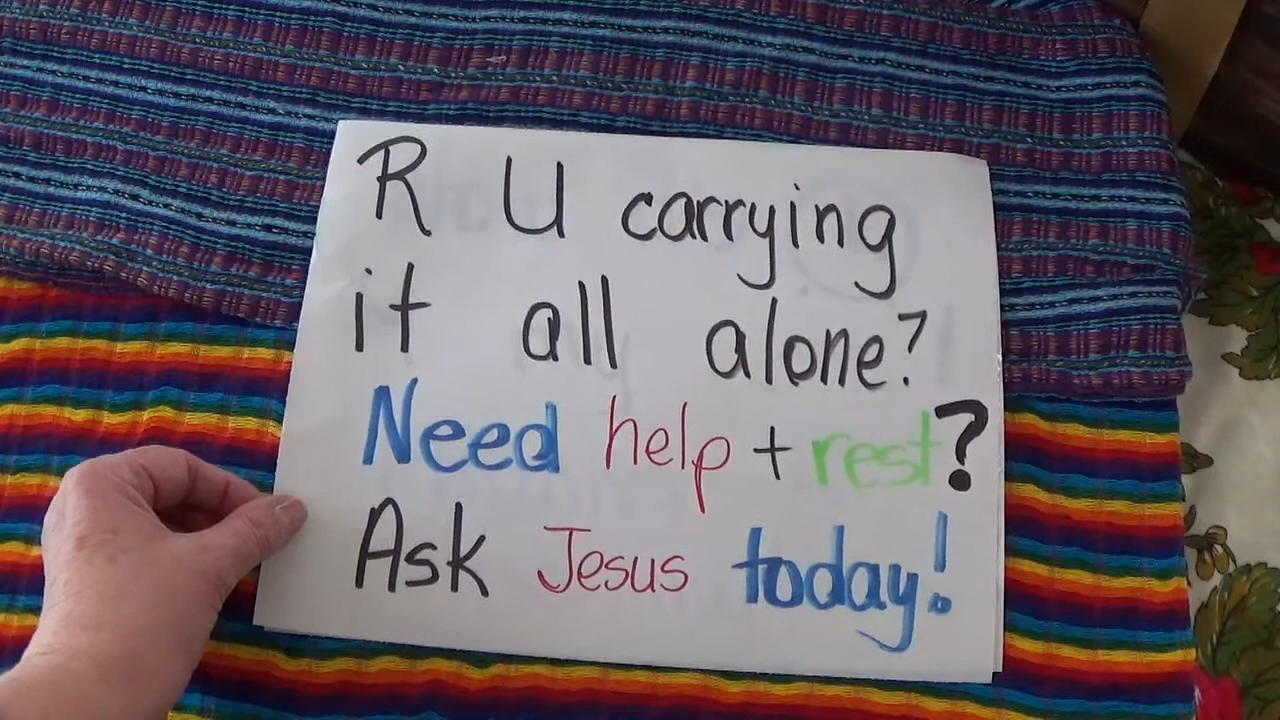 R U carrying
it all alone?
Need help + rest?
Ask Jesus today!